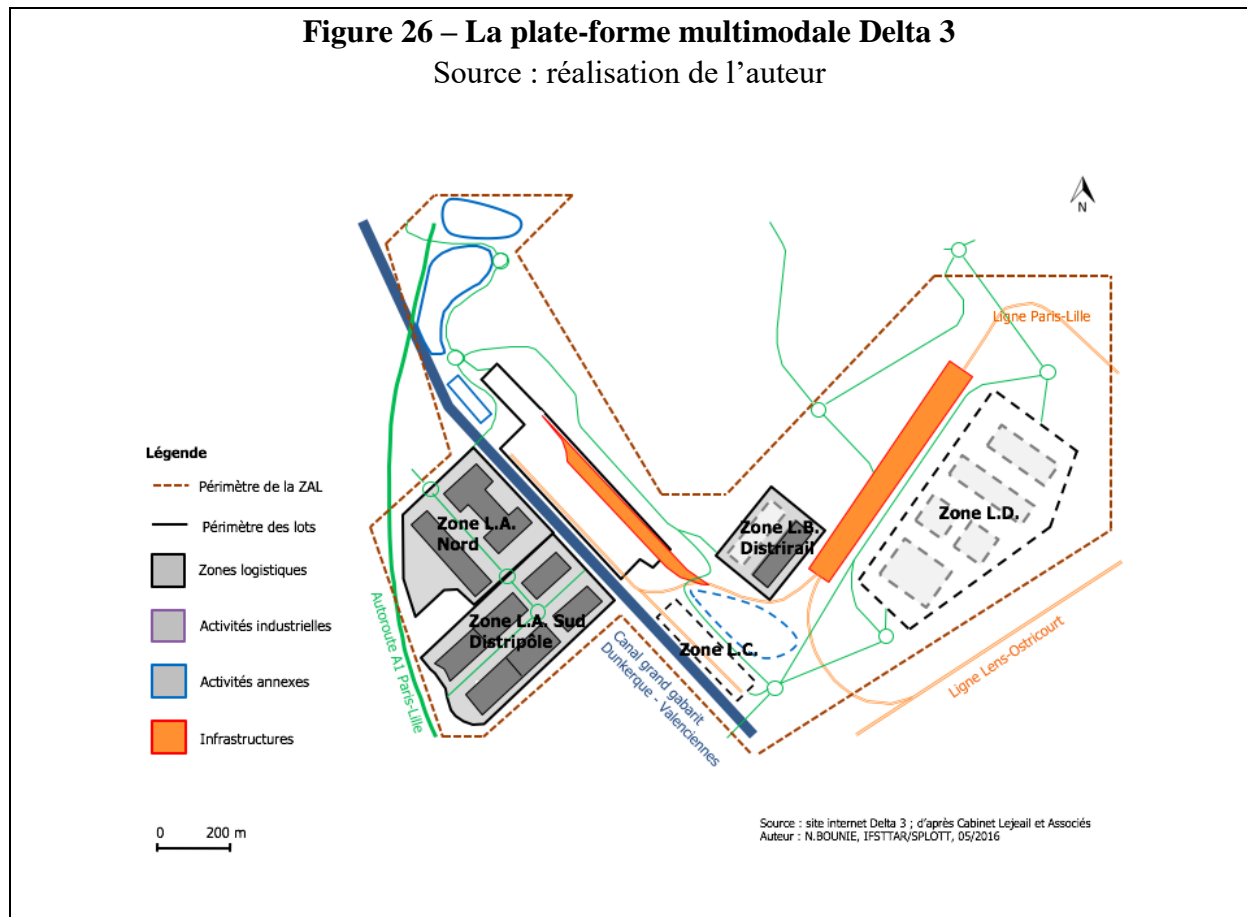 Figure 26 – La plate-forme multimodale Delta 3
Source : réalisation de l'auteur
N
Ligne Paris-Lille
Légende
Périmètre de la ZAL
Périmètre des lots
Zones logistiques
Activités industrielles
Activités annexes
Infrastructures
Autoroute A1 Paris-Lille
Zone L.A.
Nord
Zone L.A. Sud
Distripôle
Zone L.B.
Distrirail
Zone L.C.
Zone L.D.
Canal grand gabarit
Dunkerque - Valenciennes
Ligne Lens-Ostricourt
0 200 m
Source : site internet Delta 3 ; d'après Cabinet Lejeail et Associés
Auteur : N.BOUNIE, IFSTTAR/SPLOTT, 05/2016